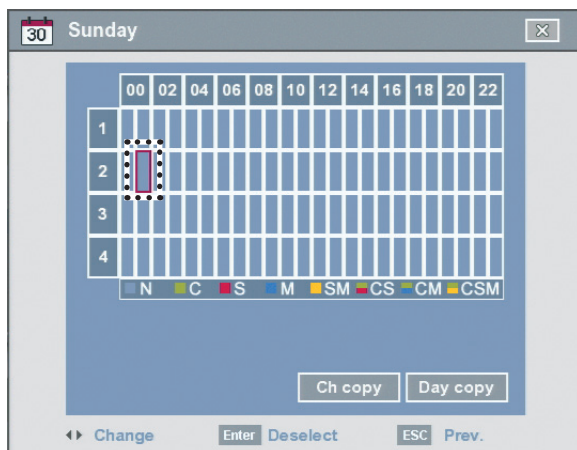 30 Sunday
00 02 04 06 08 10 12 14 16 18 20 22
1
2
3
4
N C S M SM CS CM CSM
Ch copy Day copy
Change Enter Deselect ESC Prev.